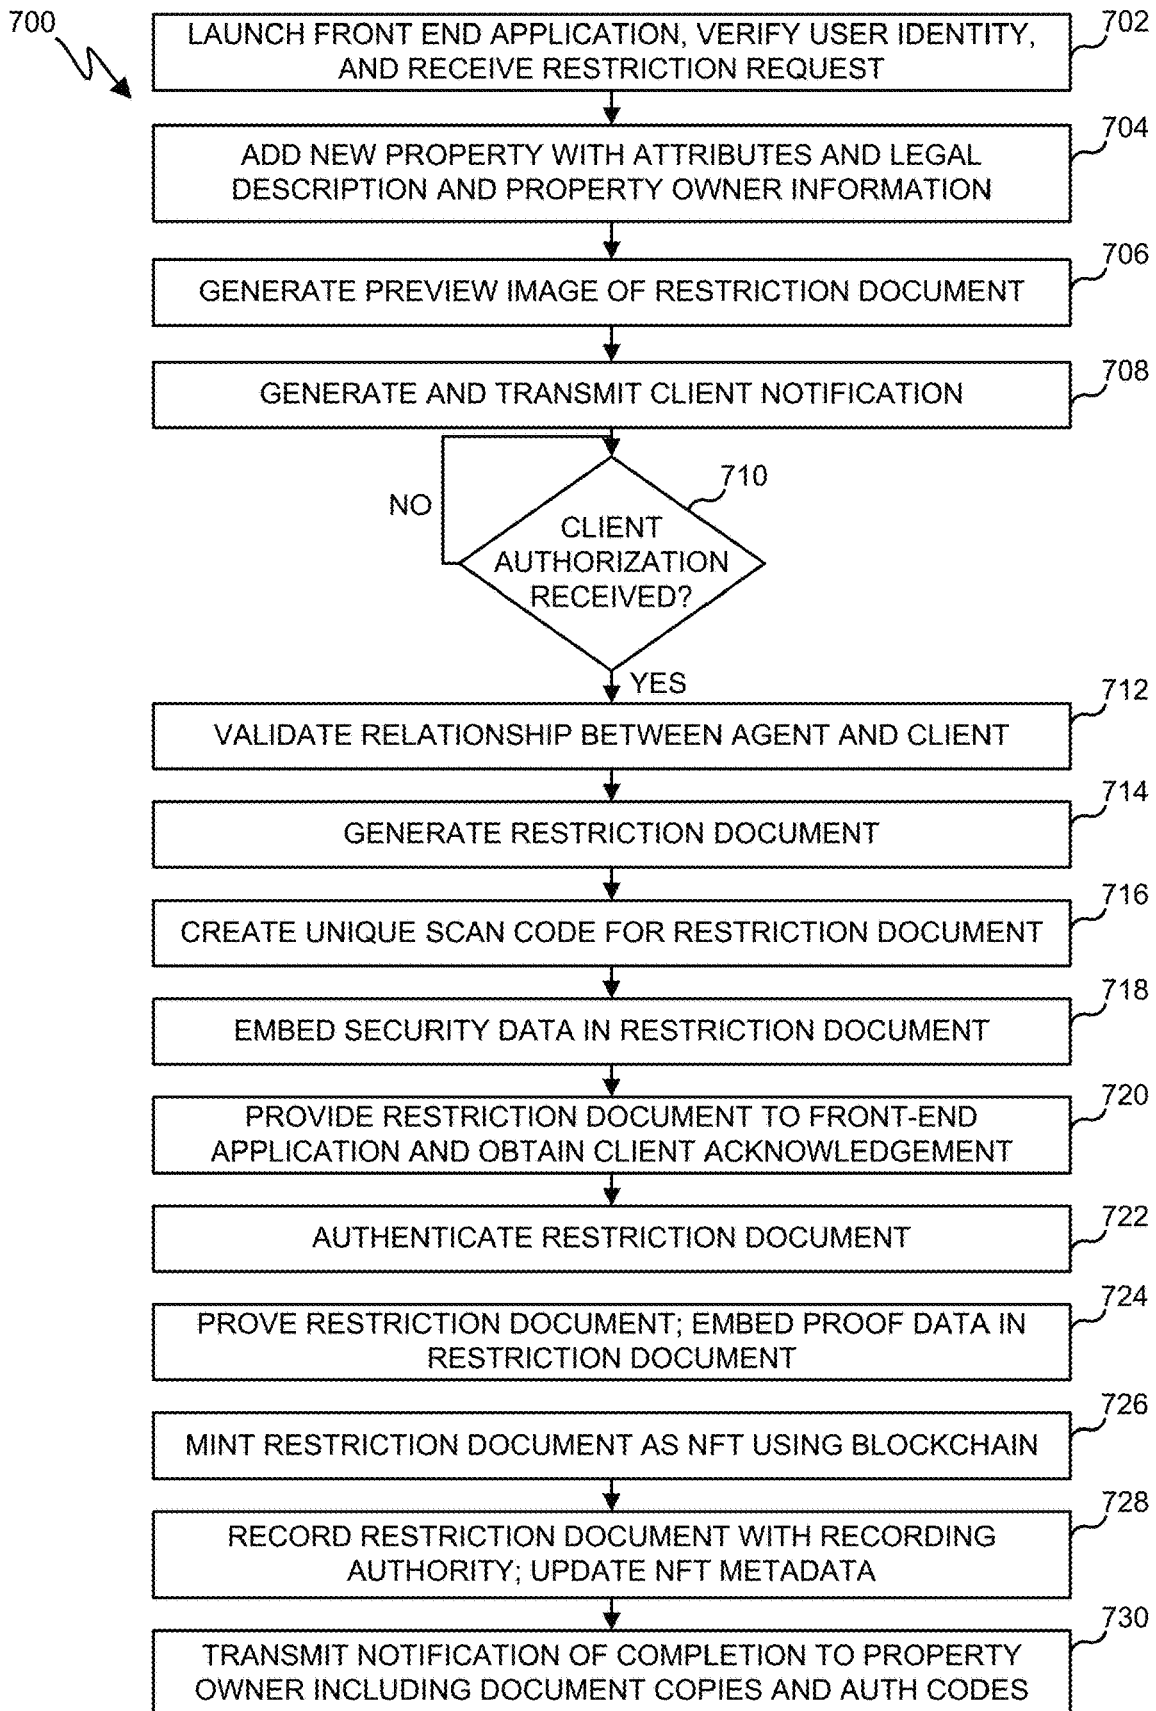 700
702
LAUNCH FRONT END APPLICATION, VERIFY USER IDENTITY,
AND RECEIVE RESTRICTION REQUEST
704
ADD NEW PROPERTY WITH ATTRIBUTES AND LEGAL
DESCRIPTION AND PROPERTY OWNER INFORMATION
706
GENERATE PREVIEW IMAGE OF RESTRICTION DOCUMENT
708
GENERATE AND TRANSMIT CLIENT NOTIFICATION
710
NO
CLIENT
AUTHORIZATION
RECEIVED?
YES
712
VALIDATE RELATIONSHIP BETWEEN AGENT AND CLIENT
714
GENERATE RESTRICTION DOCUMENT
716
CREATE UNIQUE SCAN CODE FOR RESTRICTION DOCUMENT
718
EMBED SECURITY DATA IN RESTRICTION DOCUMENT
720
PROVIDE RESTRICTION DOCUMENT TO FRONT-END
APPLICATION AND OBTAIN CLIENT ACKNOWLEDGEMENT
722
AUTHENTICATE RESTRICTION DOCUMENT
724
PROVE RESTRICTION DOCUMENT; EMBED PROOF DATA IN
RESTRICTION DOCUMENT
726
MINT RESTRICTION DOCUMENT AS NFT USING BLOCKCHAIN
728
RECORD RESTRICTION DOCUMENT WITH RECORDING
AUTHORITY; UPDATE NFT METADATA
730
TRANSMIT NOTIFICATION OF COMPLETION TO PROPERTY
OWNER INCLUDING DOCUMENT COPIES AND AUTH CODES